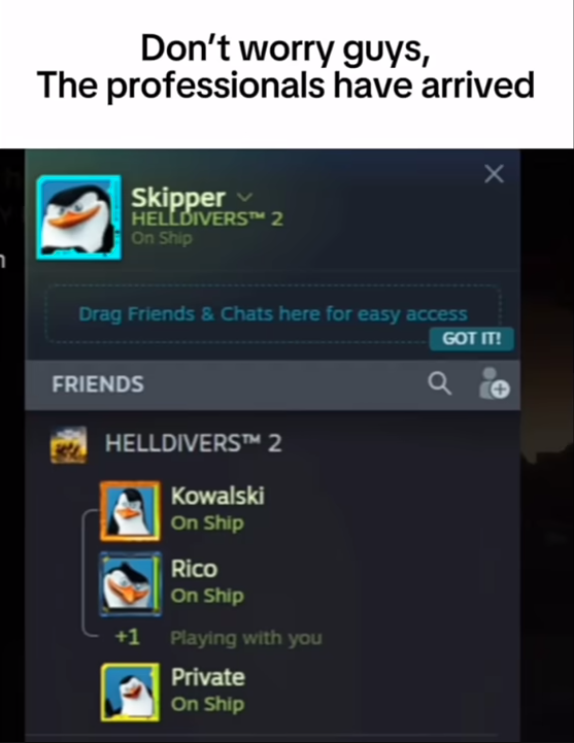 Don't worry guys,
The professionals have arrived
Skipper
HELLDIVERS™ 2
On Ship
Drag Friends & Chats here for easy access
GOT IT!
FRIENDS
HELLDIVERS™ 2
Kowalski
On Ship
Rico
On Ship
+1 Playing with you
Private
On Ship